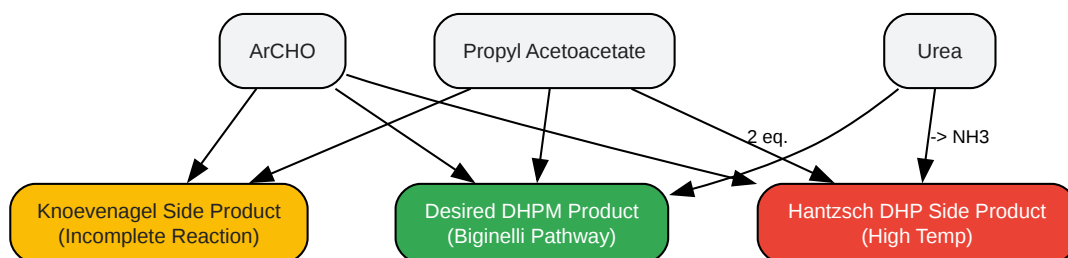 ArCHO
Propyl Acetoacetate
Urea
2 eq.
-> NH3
Knoevenagel Side Product
(Incomplete Reaction)
Desired DHPM Product
(Biginelli Pathway)
Hantzsch DHP Side Product
(High Temp)